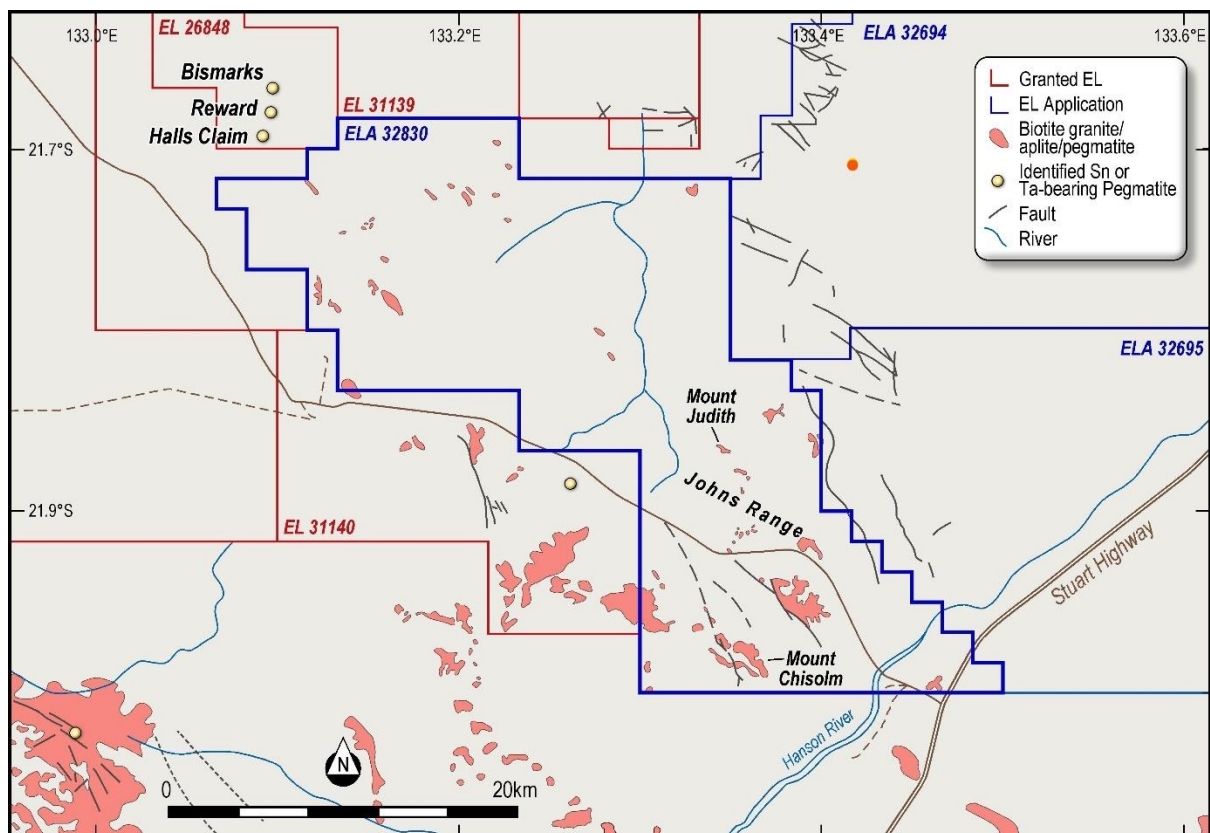 133.0°E
133.2°E
133.4°E
133.6°E
EL 26848
ELA 32694
Bismarks
Reward
Halls Claim
EL 31139
ELA 32830
21.7°S
Granted EL
EL Application
Biotite granite/
aplite/pegmatite
Identified Sn or
Ta-bearing Pegmatite
Fault
River
ELA 32695
Mount
Judith
Johns Range
21.9°S
EL 31140
Stuart Highway
Mount
Chisolm
Hanson River
N
0
20km